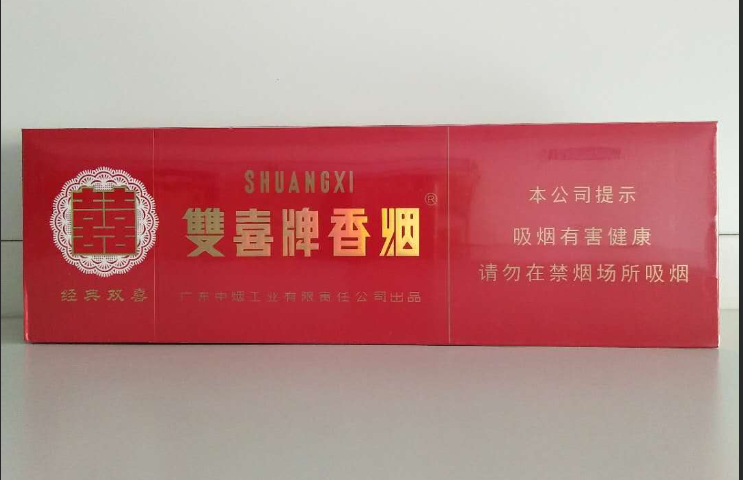 囍
经典双喜
SHUANGXI
雙喜牌香烟®
广东中烟工业有限责任公司出品
本公司提示
吸烟有害健康
请勿在禁烟场所吸烟